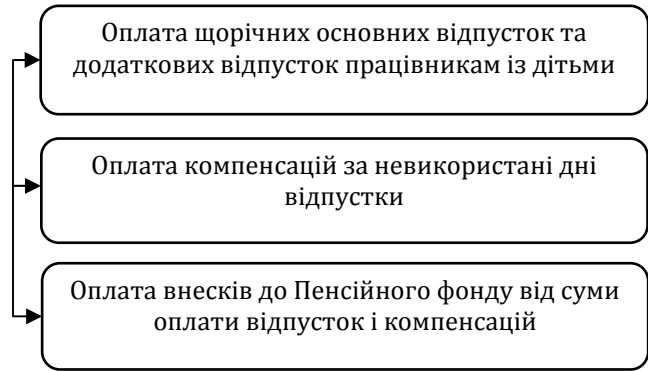 Оплата щорічних основних відпусток та
додаткових відпусток працівникам із дітьми
Оплата компенсацій за невикористані дні
відпустки
Оплата внесків до Пенсійного фонду від суми
оплати відпусток і компенсацій